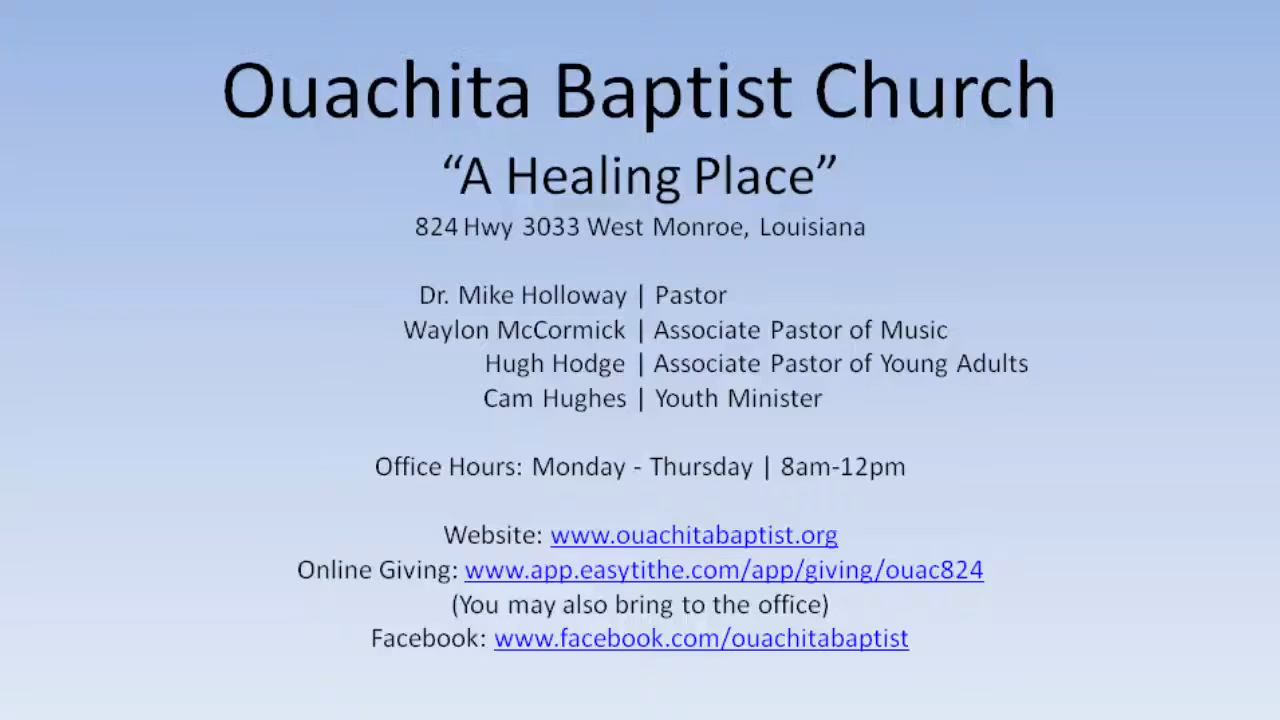 Ouachita Baptist Church
“A Healing Place”
824 Hwy 3033 West Monroe, Louisiana
Dr. Mike Holloway | Pastor
Waylon McCormick | Associate Pastor of Music
Hugh Hodge | Associate Pastor of Young Adults
Cam Hughes | Youth Minister
Office Hours: Monday - Thursday | 8am-12pm
Website: www.ouachitabaptist.org
Online Giving: www.app.easytithe.com/app/giving/ouac824
(You may also bring to the office)
Facebook: www.facebook.com/ouachitabaptist